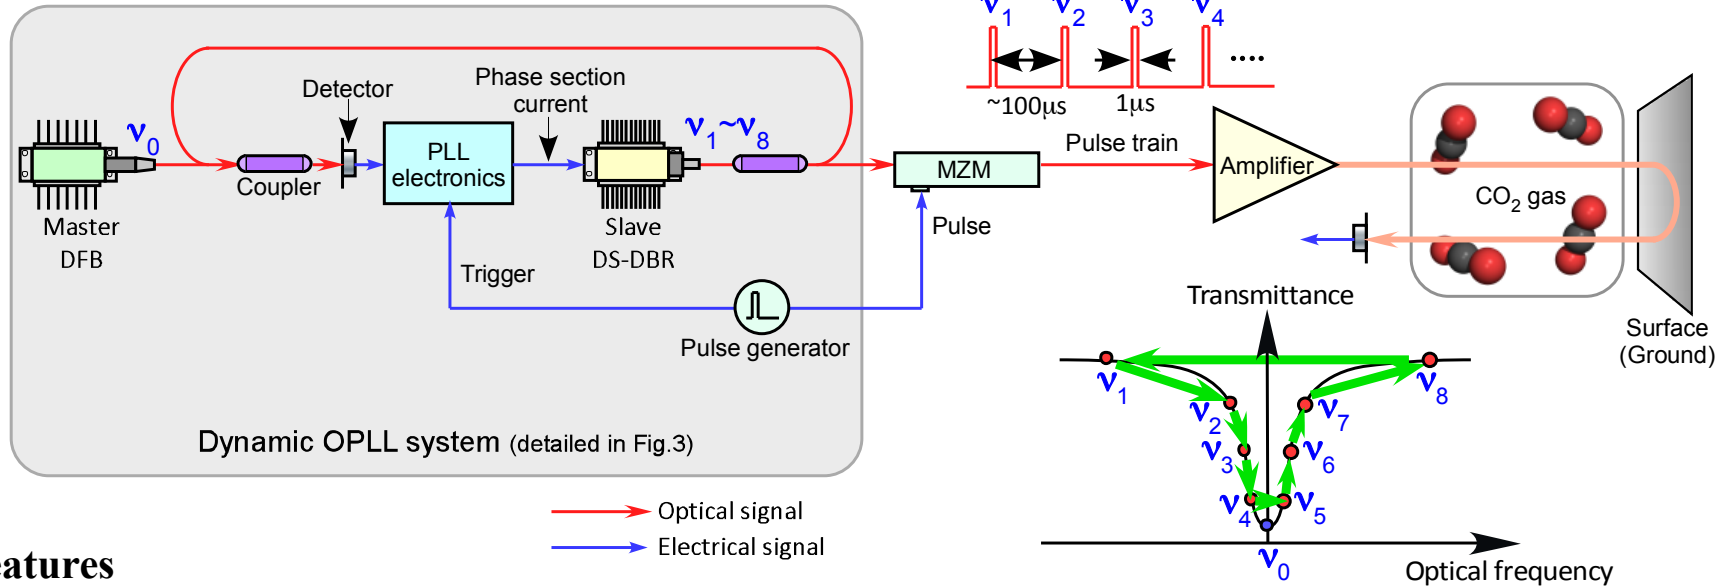 ν1 ν2 ν3 ν4
....
~100μs 1μs
Detector
Phase section
current
ν0
ν1~ν8
PLL
electronics
Coupler
Master
DFB
Slave
DS-DBR
Trigger
Pulse generator
MZM
Pulse
Pulse train
Amplifier
CO2 gas
Surface
(Ground)
Dynamic OPLL system (detailed in Fig.3)
Optical signal
Electrical signal
Transmittance
ν1
ν2
ν3
ν4
ν5
ν6
ν7
ν8
ν0
Optical frequency
eatures